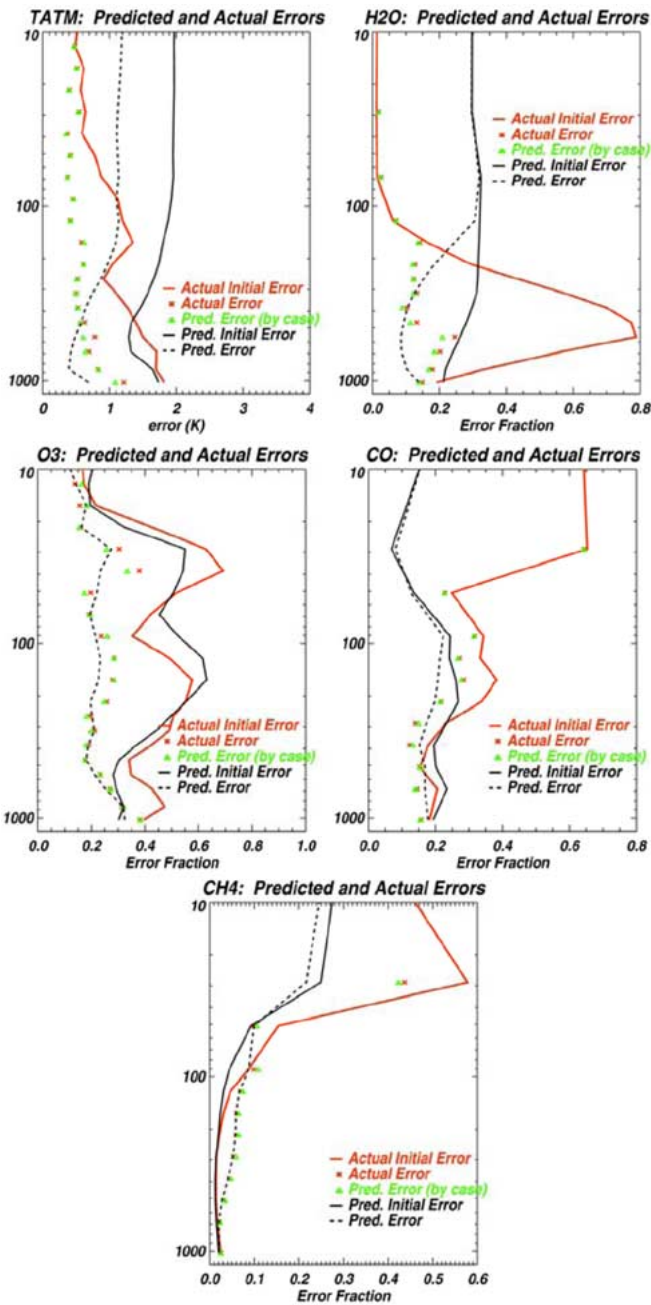 TATM: Predicted and Actual Errors
10
100
1000
Actual Initial Error
Actual Error
Pred. Error (by case)
Pred. Initial Error
Pred. Error
0 1 2 3 4
error (K)
H2O: Predicted and Actual Errors
10
100
1000
Actual Initial Error
Actual Error
Pred. Error (by case)
Pred. Initial Error
Pred. Error
0.0 0.2 0.4 0.6 0.8
Error Fraction
O3: Predicted and Actual Errors
10
100
1000
Actual Initial Error
Actual Error
Pred. Error (by case)
Pred. Initial Error
Pred. Error
0.0 0.2 0.4 0.6 0.8 1.0
Error Fraction
CO: Predicted and Actual Errors
10
100
1000
Actual Initial Error
Actual Error
Pred. Error (by case)
Pred. Initial Error
Pred. Error
0.0 0.2 0.4 0.6 0.8
Error Fraction
CH4: Predicted and Actual Errors
10
100
1000
Actual Initial Error
Actual Error
Pred. Error (by case)
Pred. Initial Error
Pred. Error
0.0 0.1 0.2 0.3 0.4 0.5 0.6
Error Fraction